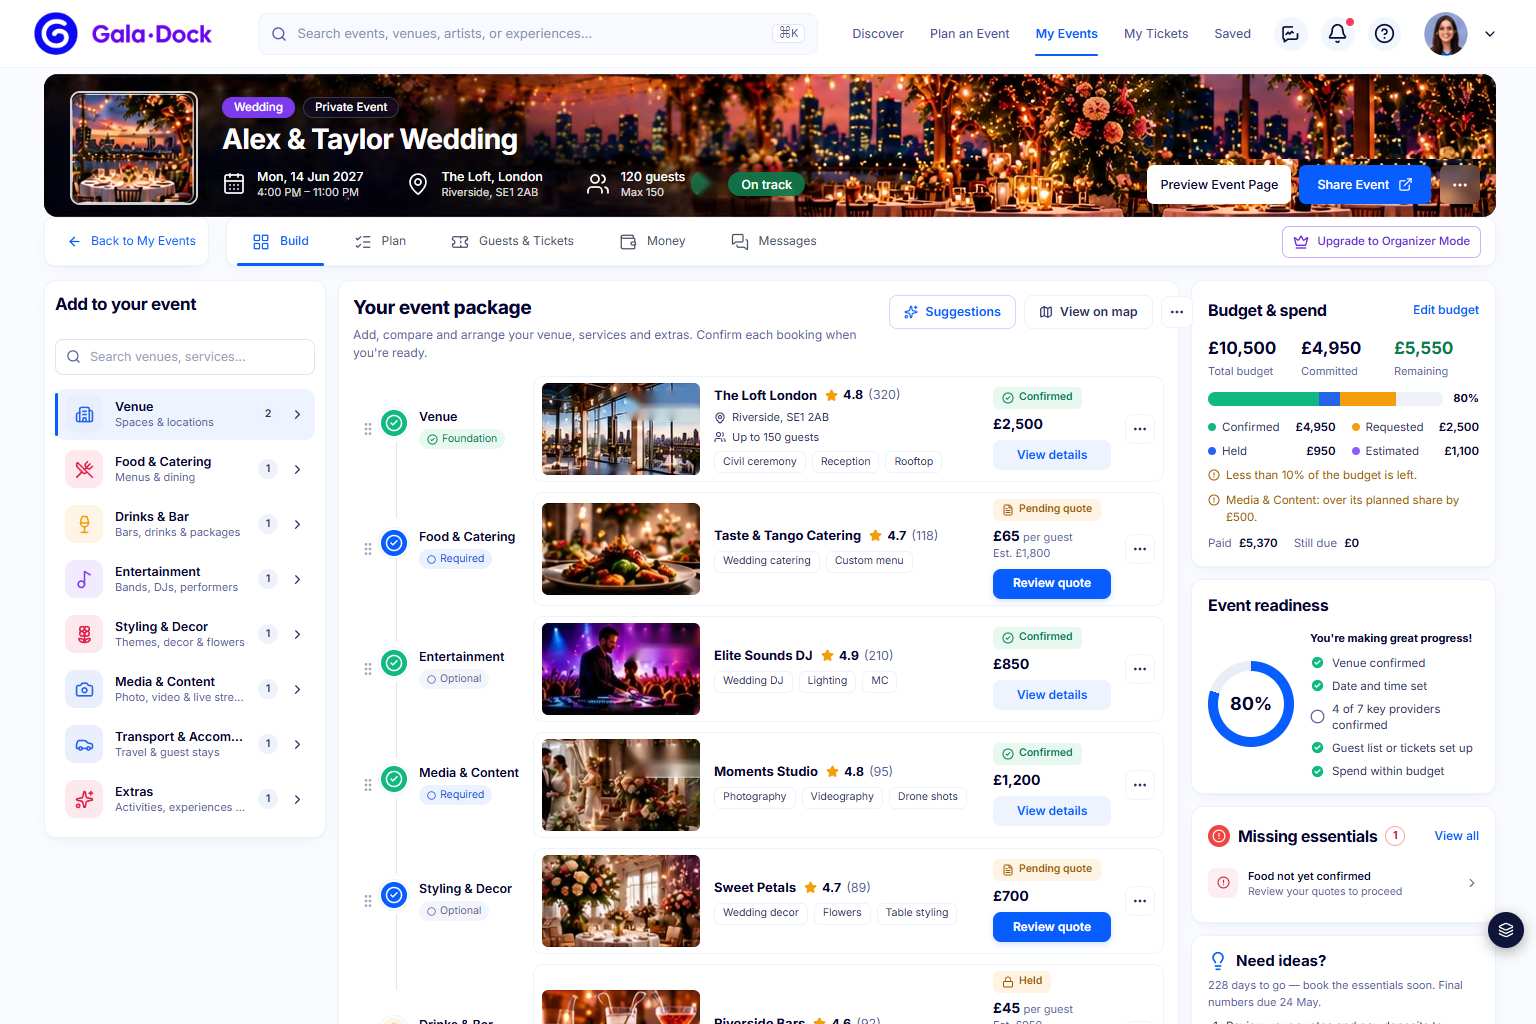 Gala·Dock
Search events, venues, artists, or experiences...
⌘K
Discover
Plan an Event
My Events
My Tickets
Saved
Wedding
Private Event
Alex & Taylor Wedding
Mon, 14 Jun 2027
4:00 PM – 11:00 PM
The Loft, London
Riverside, SE1 2AB
120 guests
Max 150
On track
Preview Event Page
Share Event
Back to My Events
Build
Plan
Guests & Tickets
Money
Messages
Upgrade to Organizer Mode
Add to your event
Search venues, services...
Venue
Spaces & locations
2
Food & Catering
Menus & dining
1
Drinks & Bar
Bars, drinks & packages
1
Entertainment
Bands, DJs, performers
1
Styling & Decor
Themes, decor & flowers
1
Media & Content
Photo, video & live stre...
1
Transport & Accom...
Travel & guest stays
1
Extras
Activities, experiences ...
1
Your event package
Add, compare and arrange your venue, services and extras. Confirm each booking when
you're ready.
Suggestions
View on map
Venue
Foundation
The Loft London 4.8 (320)
Riverside, SE1 2AB
Up to 150 guests
Civil ceremony
Reception
Rooftop
Confirmed
£2,500
View details
Food & Catering
Required
Taste & Tango Catering 4.7 (118)
Wedding catering
Custom menu
Pending quote
£65 per guest
Est. £1,800
Review quote
Entertainment
Optional
Elite Sounds DJ 4.9 (210)
Wedding DJ
Lighting
MC
Confirmed
£850
View details
Media & Content
Required
Moments Studio 4.8 (95)
Photography
Videography
Drone shots
Confirmed
£1,200
View details
Styling & Decor
Optional
Sweet Petals 4.7 (89)
Wedding decor
Flowers
Table styling
Pending quote
£700
Review quote
Drinks & Bar
Riverside Bars 4.6 (92)
Held
£45 per guest
Est. £950
Budget & spend
Edit budget
£10,500
Total budget
£4,950
Committed
£5,550
Remaining
80%
Confirmed £4,950
Requested £2,500
Held £950
Estimated £1,100
Less than 10% of the budget is left.
Media & Content: over its planned share by
£500.
Paid £5,370
Still due £0
Event readiness
80%
You're making great progress!
Venue confirmed
Date and time set
4 of 7 key providers
confirmed
Guest list or tickets set up
Spend within budget
Missing essentials 1
View all
Food not yet confirmed
Review your quotes to proceed
Need ideas?
228 days to go — book the essentials soon. Final
numbers due 24 May.